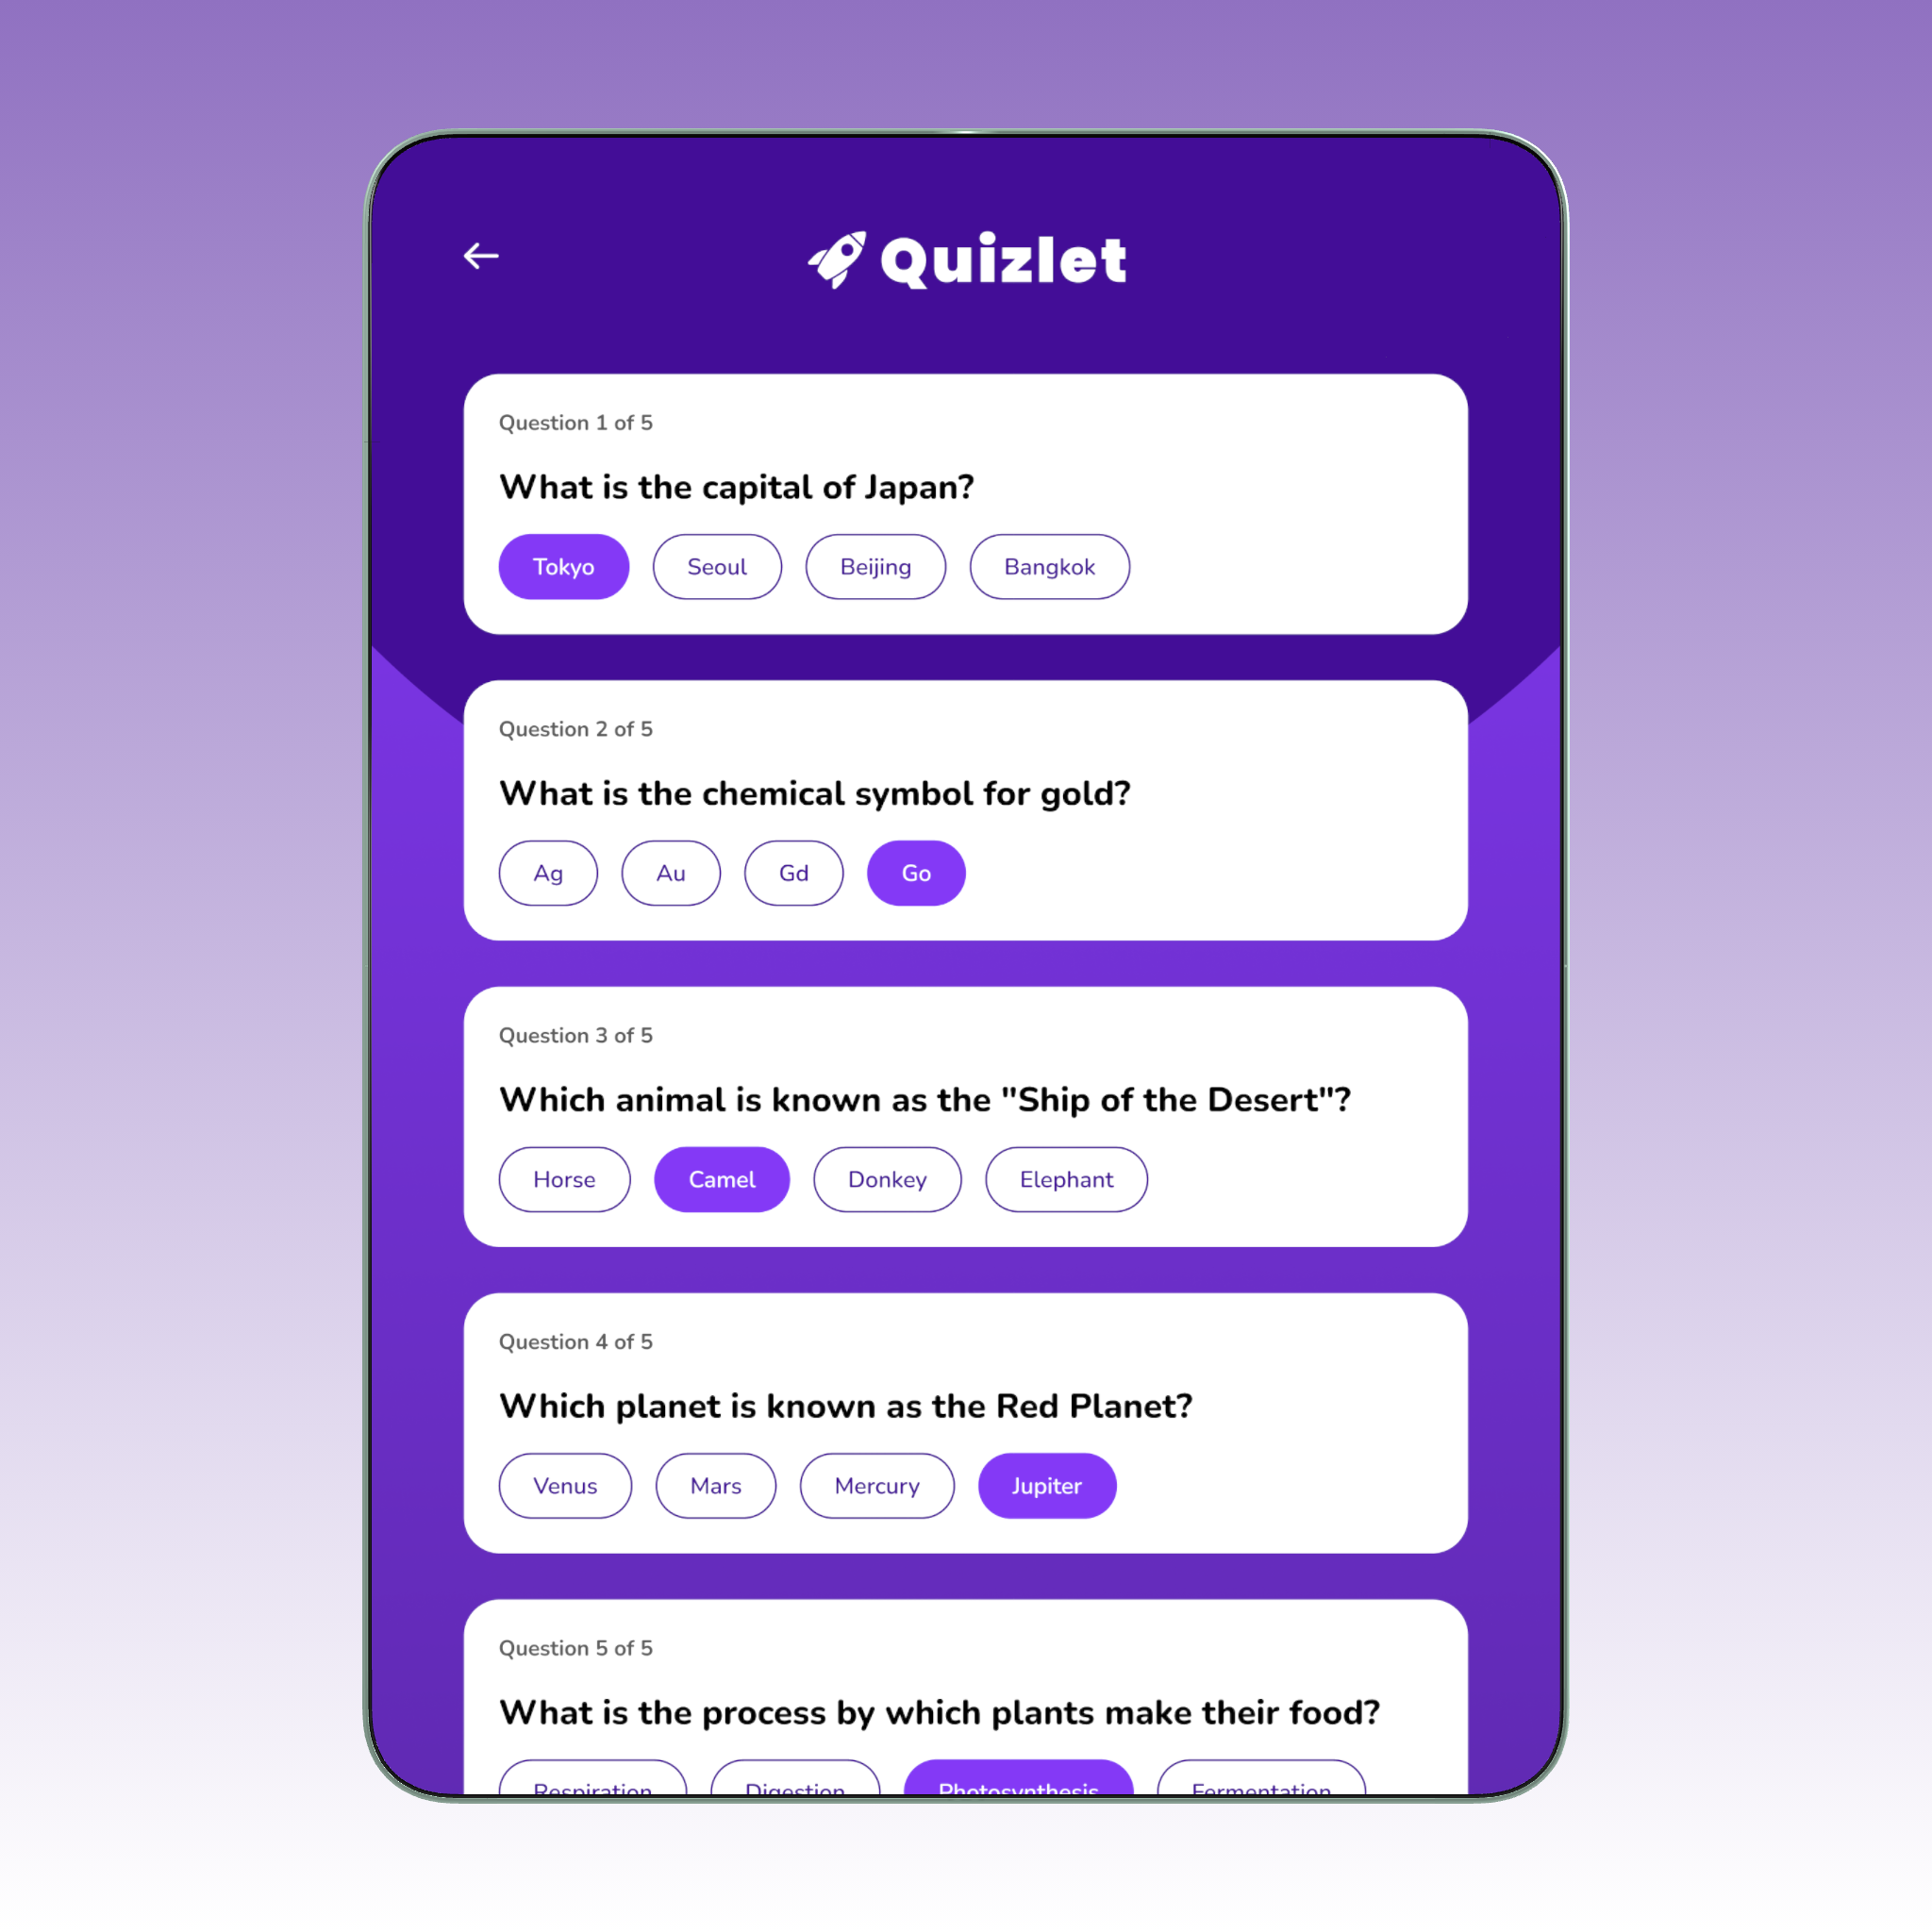 Quizlet
Question 1 of 5
What is the capital of Japan?
Tokyo Seoul Beijing Bangkok
Question 2 of 5
What is the chemical symbol for gold?
Ag Au Gd Go
Question 3 of 5
Which animal is known as the "Ship of the Desert"?
Horse Camel Donkey Elephant
Question 4 of 5
Which planet is known as the Red Planet?
Venus Mars Mercury Jupiter
Question 5 of 5
What is the process by which plants make their food?
Respiration Digestion Photosynthesis Fermentation